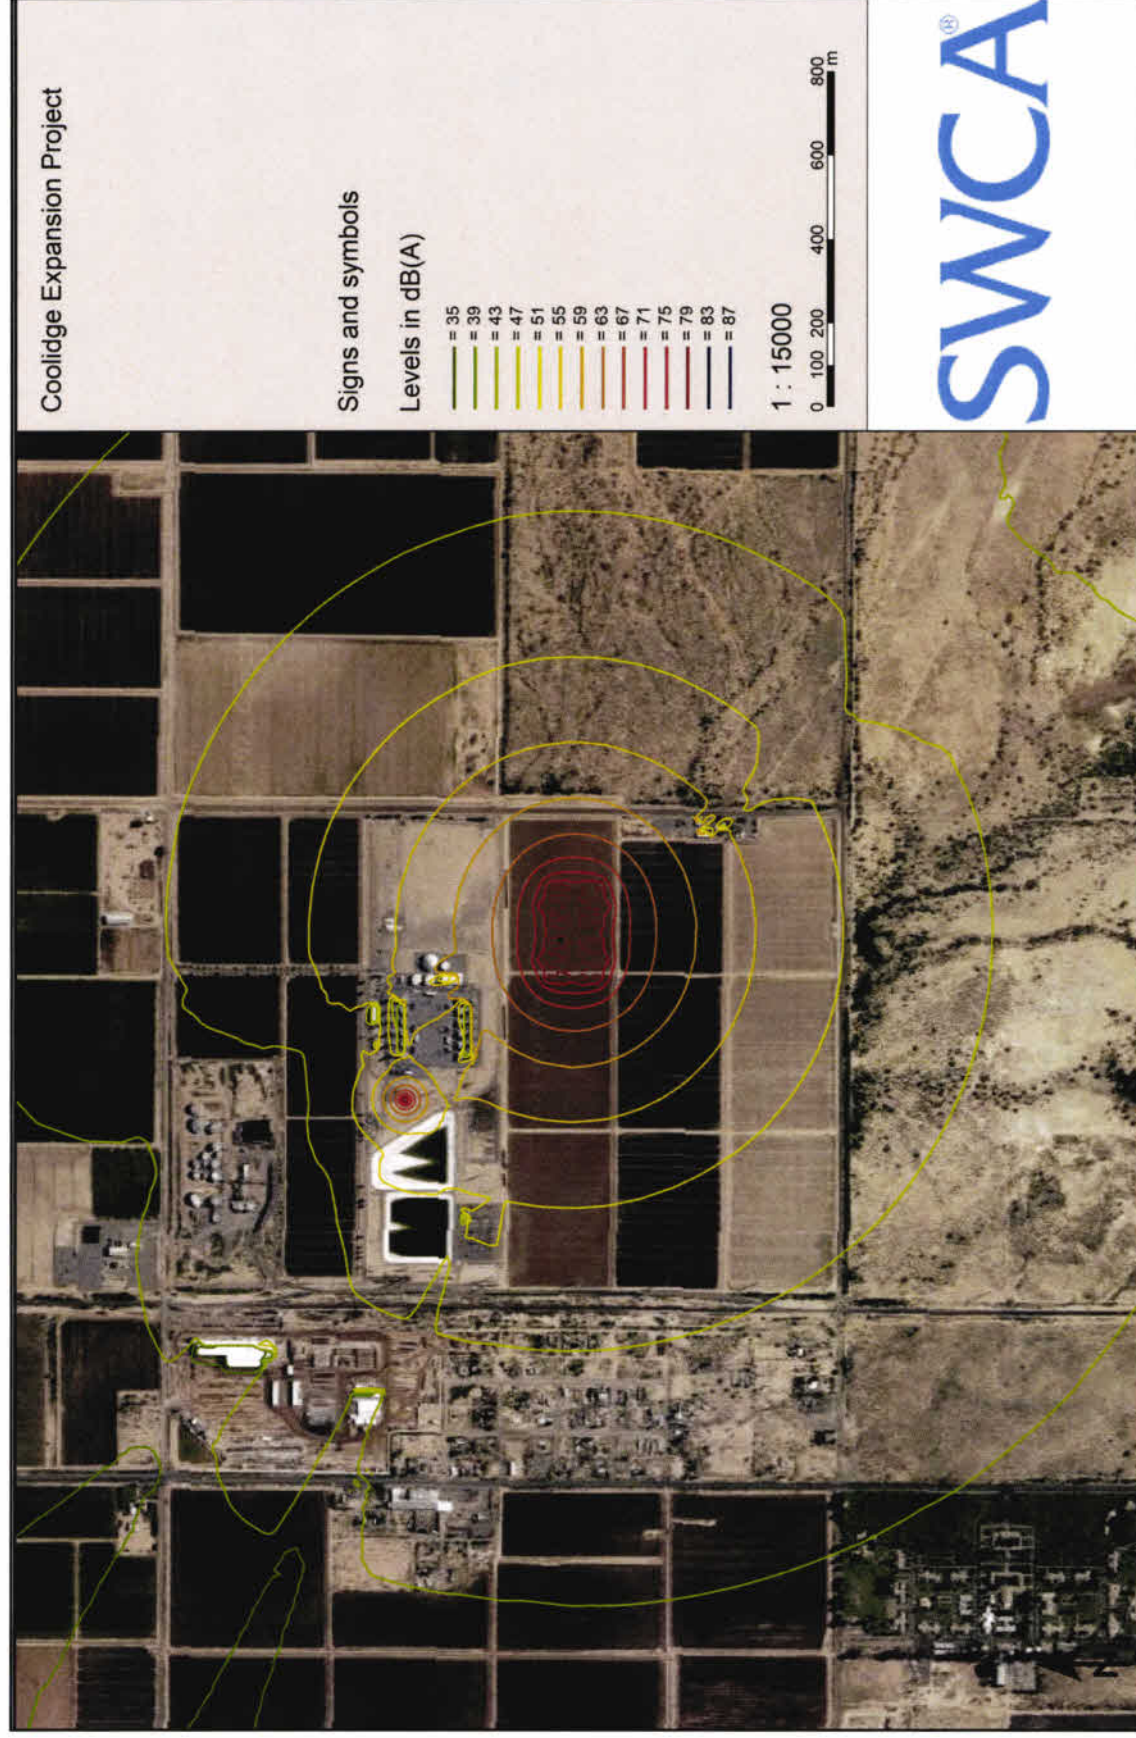 Coolidge Expansion Project
Signs and symbols
Levels in dB(A)
= 35
= 39
= 43
= 47
= 51
= 55
= 59
= 63
= 67
= 71
= 75
= 79
= 83
= 87
1 : 15000
0 100 200 400 600 800
m
SWCA®
N